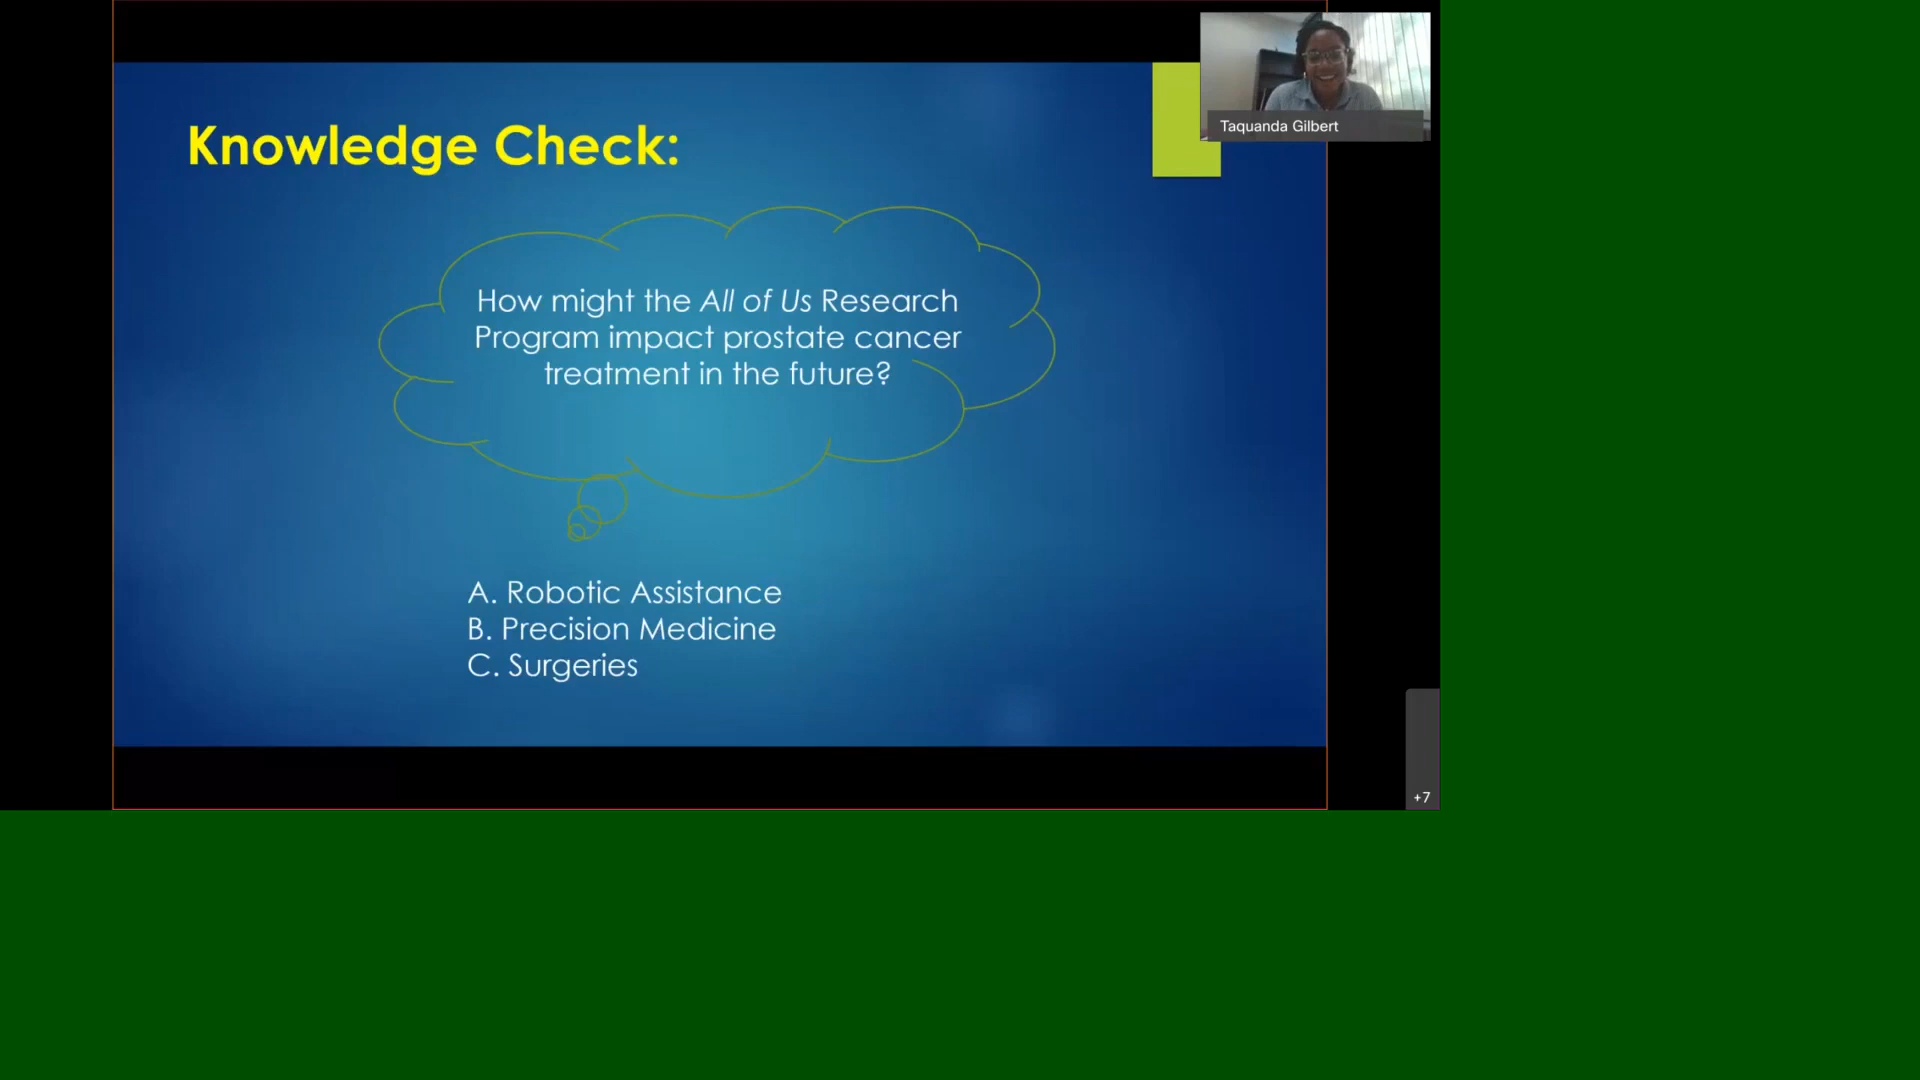 Taquanda Gilbert
Knowledge Check:
How might the All of Us Research
Program impact prostate cancer
treatment in the future?
A. Robotic Assistance
B. Precision Medicine
C. Surgeries
+7